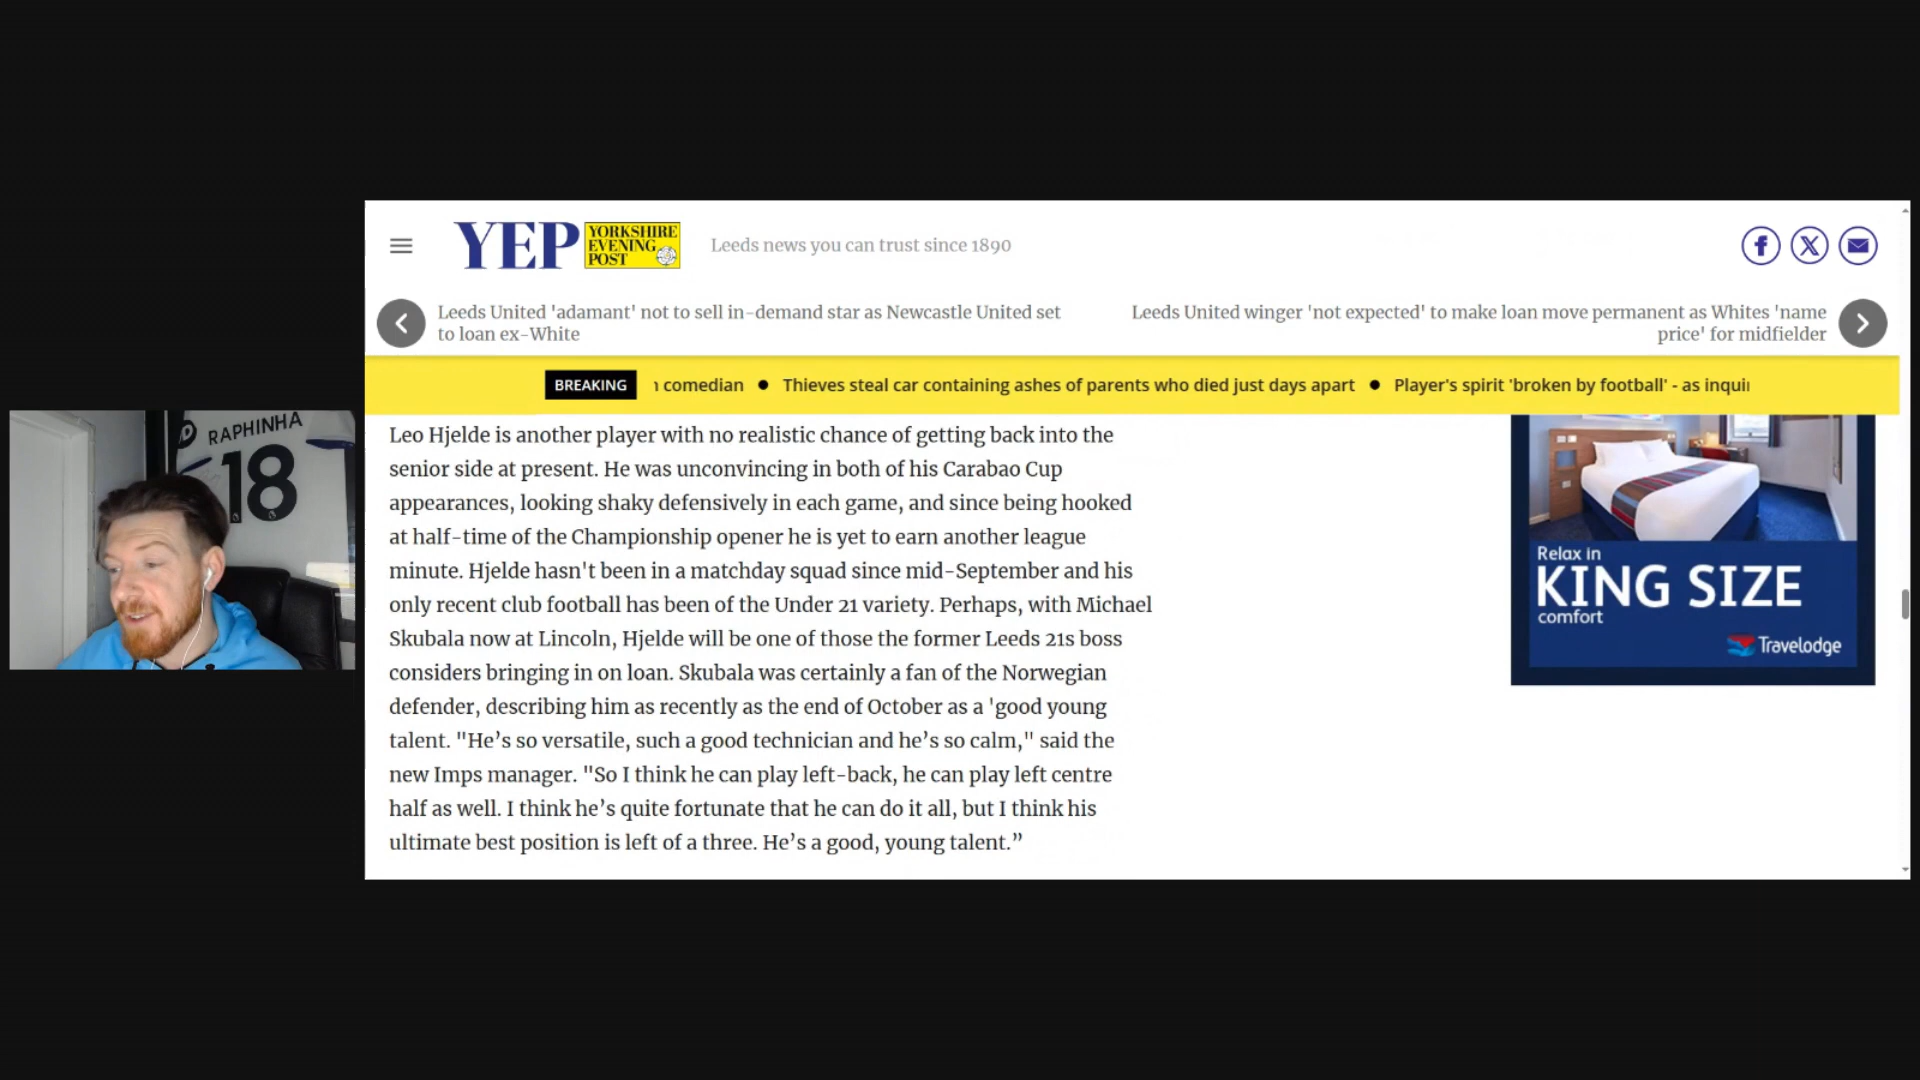 RAPHINHA
18
YEP
YORKSHIRE
EVENING
POST
Leeds news you can trust since 1890
Leeds United 'adamant' not to sell in-demand star as Newcastle United set
to loan ex-White
Leeds United winger 'not expected' to make loan move permanent as Whites 'name
price' for midfielder
BREAKING
comedian ● Thieves steal car containing ashes of parents who died just days apart ● Player's spirit 'broken by football' - as
Leo Hjelde is another player with no realistic chance of getting back into the
senior side at present. He was unconvincing in both of his Carabao Cup
appearances, looking shaky defensively in each game, and since being hooked
at half-time of the Championship opener he is yet to earn another league
minute. Hjelde hasn't been in a matchday squad since mid-September and his
only recent club football has been of the Under 21 variety. Perhaps, with Michael
Skubala now at Lincoln, Hjelde will be one of those the former Leeds 21s boss
considers bringing in on loan. Skubala was certainly a fan of the Norwegian
defender, describing him as recently as the end of October as a 'good young
talent. "He’s so versatile, such a good technician and he’s so calm," said the
new Imps manager. "So I think he can play left-back, he can play left centre
half as well. I think he’s quite fortunate that he can do it all, but I think his
ultimate best position is left of a three. He’s a good, young talent.”
Relax in
KING SIZE
comfort
Travelodge